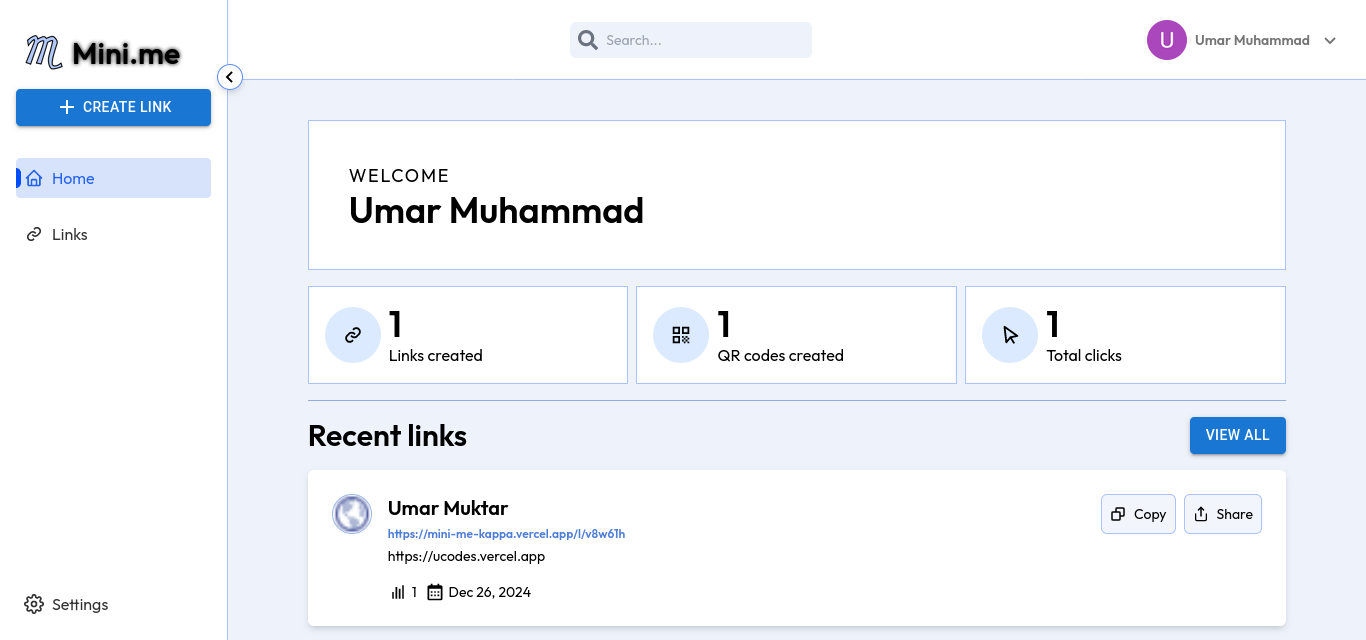 Mini.me
Search...
U Umar Muhammad
CREATE LINK
Home
Links
Settings
WELCOME
Umar Muhammad
1
Links created
1
QR codes created
1
Total clicks
Recent links
VIEW ALL
Umar Muktar
https://mini-me-kappa.vercel.app/l/v8w61h
https://ucodes.vercel.app
1 Dec 26, 2024
Copy
Share